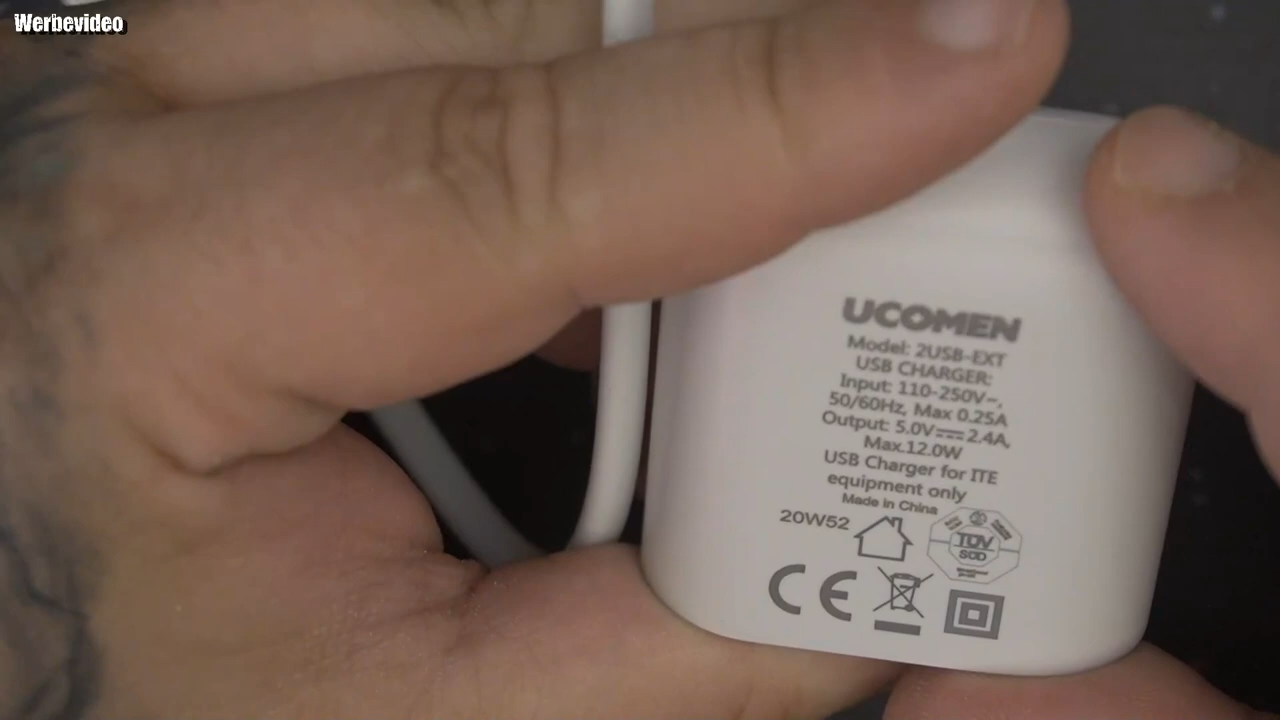 Werbevideo
UCOMEN
Model: 2USB-EXT
USB CHARGER:
Input: 110-250V~,
50/60Hz, Max 0.25A
Output: 5.0V⎓2.4A,
Max.12.0W
USB Charger for ITE
equipment only
Made in China
20W52
TÜV
SÜD
CE